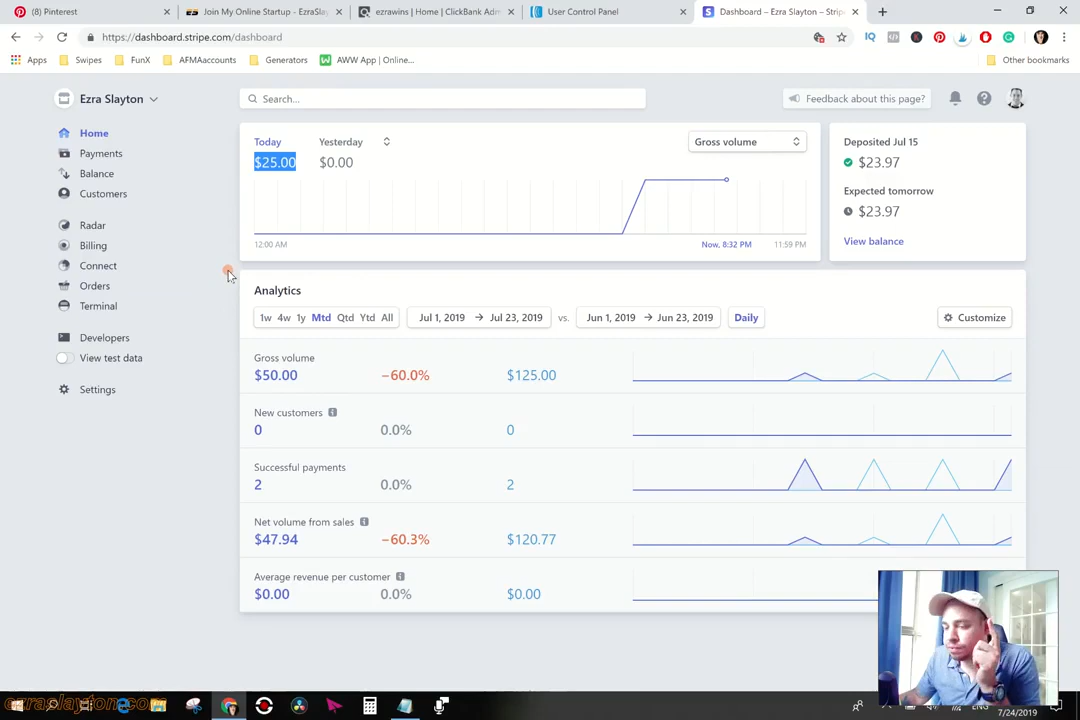 (8) Pinterest
Join My Online Startup - EzraSlay
ezrawins | Home | ClickBank Adm
User Control Panel
Dashboard – Ezra Slayton – Strip
https://dashboard.stripe.com/dashboard
Apps
Swipes
FunX
AFMAaccounts
Generators
AWW App | Online...
Other bookmarks
Ezra Slayton
Search...
Feedback about this page?
Home
Payments
Balance
Customers
Radar
Billing
Connect
Orders
Terminal
Developers
View test data
Settings
Today
Yesterday
Gross volume
$25.00
$0.00
12:00 AM
Now, 8:32 PM
11:59 PM
Deposited Jul 15
$23.97
Expected tomorrow
$23.97
View balance
Analytics
1w 4w 1y Mtd Qtd Ytd All
Jul 1, 2019 → Jul 23, 2019
vs.
Jun 1, 2019 → Jun 23, 2019
Daily
Customize
Gross volume
$50.00 −60.0% $125.00
New customers
0 0.0% 0
Successful payments
2 0.0% 2
Net volume from sales
$47.94 −60.3% $120.77
Average revenue per customer
$0.00 0.0% $0.00
ezraslayton.com
ENG
7/24/2019